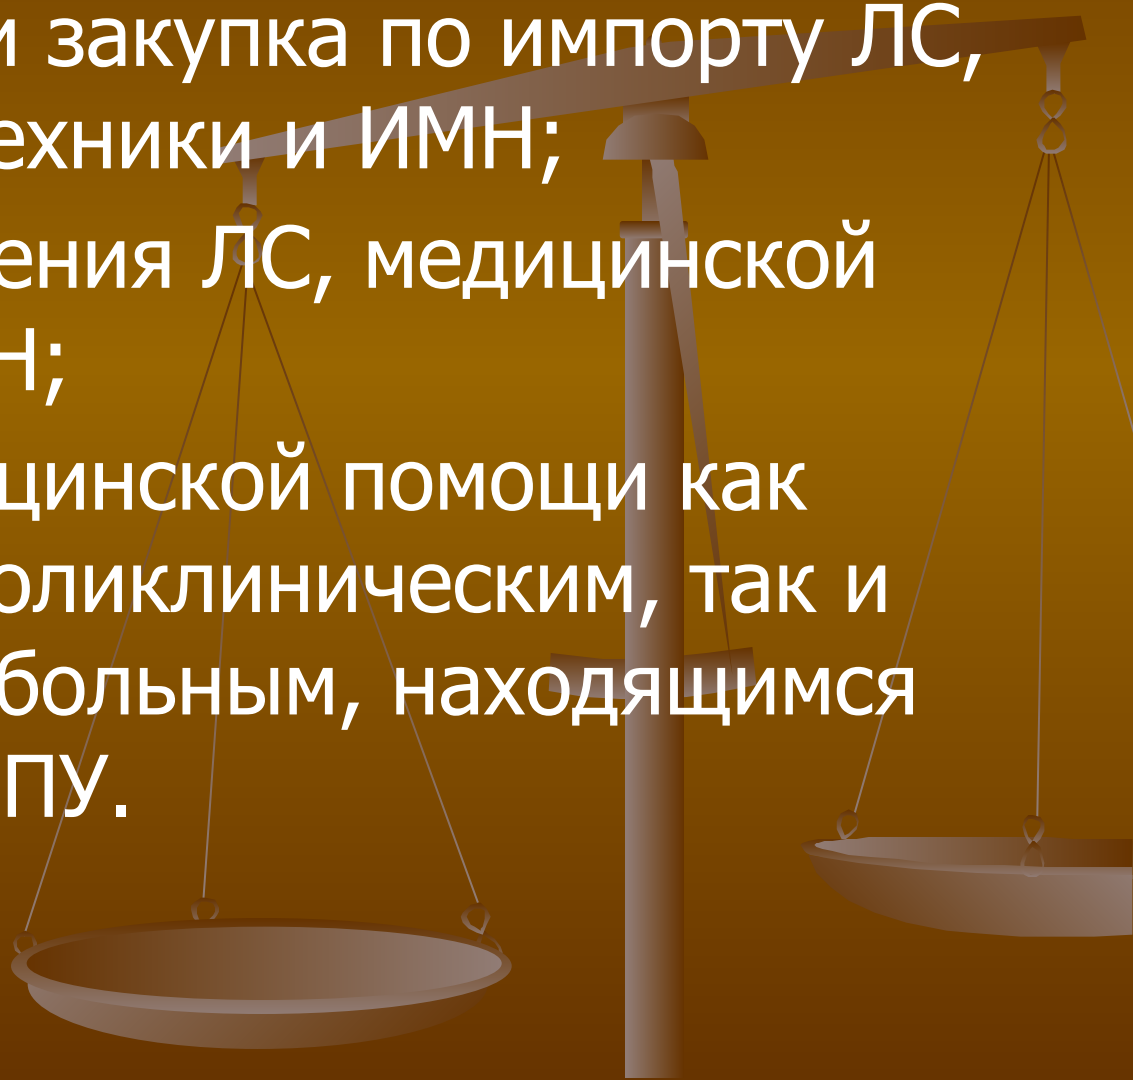 и закупка по импорту ЛС,
ехники и ИМН;
ения ЛС, медицинской
Н;
цинской помощи как
оликлиническим, так и
больным, находящимся
ПУ.